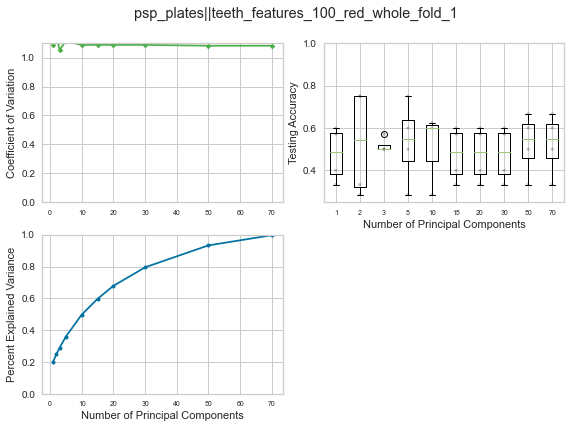 psp_plates||teeth_features_100_red_whole_fold_1
Coefficient of Variation
1.0
0.8
0.6
0.4
0.2
0.0
0 10 20 30 40 50 60 70
Testing Accuracy
1.0
0.8
0.6
0.4
1 2 3 5 10 15 20 30 50 70
Number of Principal Components
Percent Explained Variance
1.0
0.8
0.6
0.4
0.2
0.0
0 10 20 30 40 50 60 70
Number of Principal Components